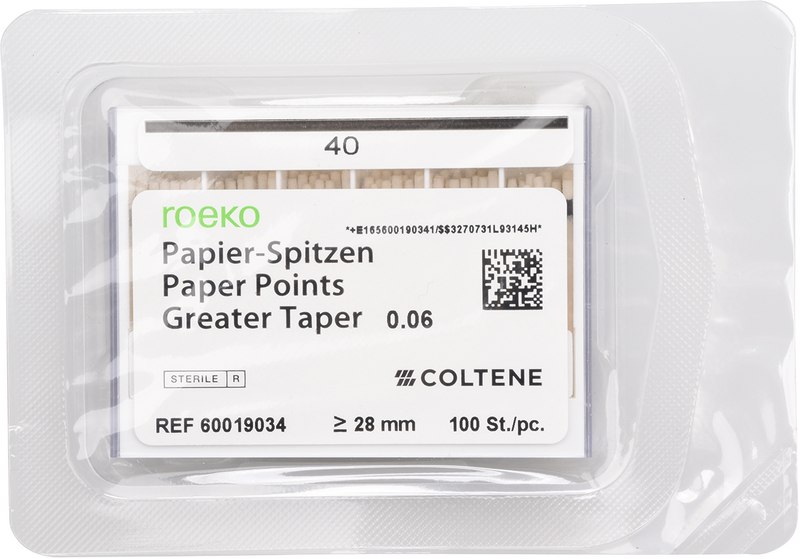 40
roeko
*+E165600190341/$$3270731L93145H*
Papier-Spitzen
Paper Points
Greater Taper 0.06
STERILE R
COLTENE
REF 60019034 ≥ 28 mm 100 St./pc.